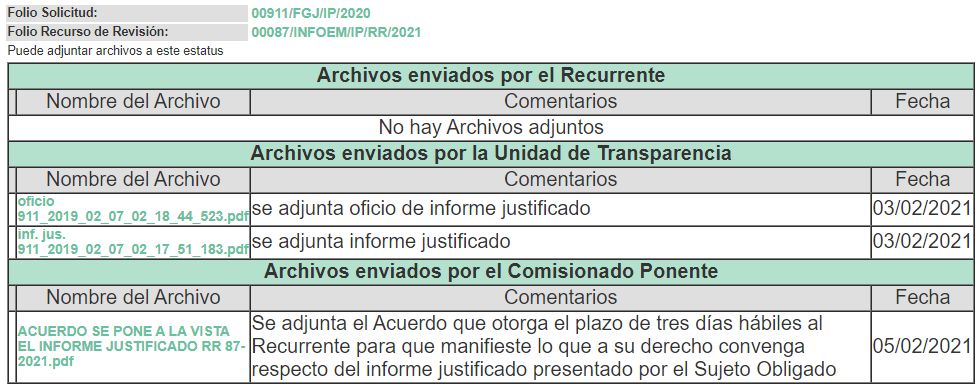 Folio Solicitud: 00911/FGJ/IP/2020
Folio Recurso de Revisión: 00087/INFOEM/IP/RR/2021
Puede adjuntar archivos a este estatus
Archivos enviados por el Recurrente
Nombre del Archivo Comentarios Fecha
No hay Archivos adjuntos
Archivos enviados por la Unidad de Transparencia
Nombre del Archivo Comentarios Fecha
oficio
911_2019_02_07_02_18_44_523.pdf se adjunta oficio de informe justificado 03/02/2021
inf. jus.
911_2019_02_07_02_17_51_183.pdf se adjunta informe justificado 03/02/2021
Archivos enviados por el Comisionado Ponente
Nombre del Archivo Comentarios Fecha
ACUERDO SE PONE A LA VISTA
EL INFORME JUSTIFICADO RR 87-
2021.pdf
Se adjunta el Acuerdo que otorga el plazo de tres días hábiles al
Recurrente para que manifieste lo que a su derecho convenga
respecto del informe justificado presentado por el Sujeto Obligado
05/02/2021